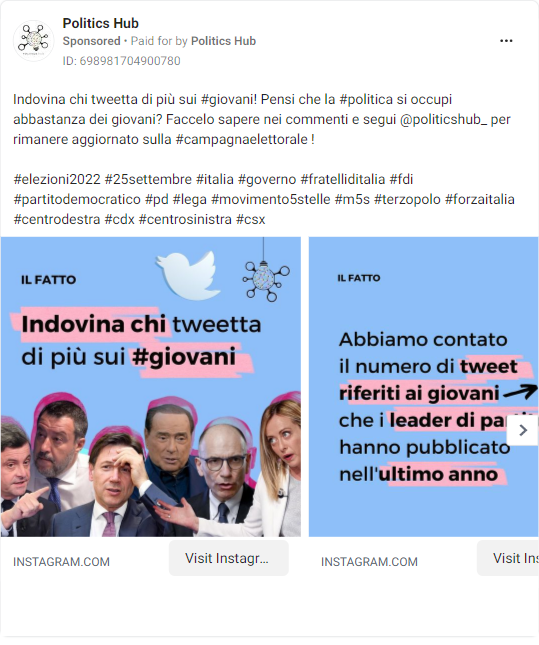 Politics Hub
Sponsored • Paid for by Politics Hub
ID: 698981704900780
Indovina chi tweetta di più sui #giovani! Pensi che la #politica si occupi
abbastanza dei giovani? Faccelo sapere nei commenti e segui @politicshub_ per
rimanere aggiornato sulla #campagnaelettorale !
#elezioni2022 #25settembre #italia #governo #fratelliditalia #fdi
#partitodemocratico #pd #lega #movimento5stelle #m5s #terzopolo #forzaitalia
#centrodestra #cdx #centrosinistra #csx
IL FATTO
Indovina chi tweetta
di più sui #giovani
IL FATTO
Abbiamo contato
il numero di tweet
riferiti ai giovani
che i leader di
hanno pubblicato
nell'ultimo anno
INSTAGRAM.COM
Visit Instagr...
INSTAGRAM.COM
Visit Ins